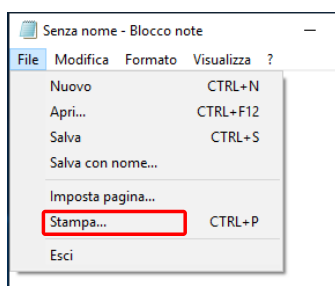 Senza nome - Blocco note
File Modifica Formato Visualizza ?
Nuovo CTRL+N
Apri... CTRL+F12
Salva CTRL+S
Salva con nome...
Imposta pagina...
Stampa... CTRL+P
Esci